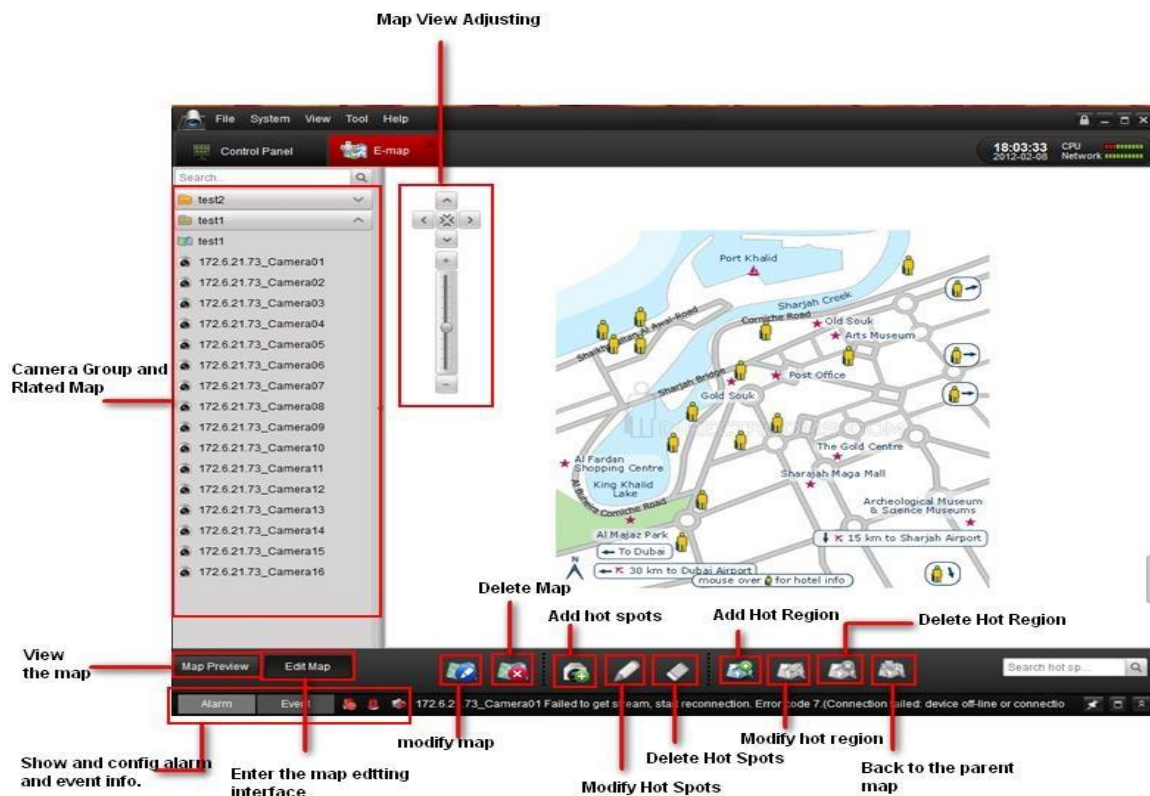 Map View Adjusting
File System View Tool Help
Control Panel
E-map
18:03:33
2012-02-08
CPU
Network
Search...
test2
test1
test1
172.6.21.73_Camera01
172.6.21.73_Camera02
172.6.21.73_Camera03
172.6.21.73_Camera04
172.6.21.73_Camera05
172.6.21.73_Camera06
172.6.21.73_Camera07
172.6.21.73_Camera08
172.6.21.73_Camera09
172.6.21.73_Camera10
172.6.21.73_Camera11
172.6.21.73_Camera12
172.6.21.73_Camera13
172.6.21.73_Camera14
172.6.21.73_Camera15
172.6.21.73_Camera16
Camera Group and
Rlated Map
Port Khalid
Sharjah Creek
Corniche Road
Al Awal Road
Old Souk
Arts Museum
Sharjah Bridge
Post Office
Gold Souk
The Gold Centre
Al Fardan
Shopping Centre
Sharajah Maga Mall
King Khalid
Lake
Al Buheira Corniche Road
Archeological Museum
& Science Museums
Al Majaz Park
15 km to Sharjah Airport
To Dubai
N
30 km to Dubai Airport
mouse over for hotel info
Delete Map
Add hot spots
Add Hot Region
Delete Hot Region
View
the map
Map Preview
Edit Map
Search hot sp...
Alarm
Event
172.6.2 .73_Camera01 Failed to get stream, sta reconnection. Erro code 7.(Connection failed: device off-line or connectio
modify map
Modify hot region
Delete Hot Spots
Modify Hot Spots
Back to the parent
map
Show and config alarm
and event info.
Enter the map edtting
interface